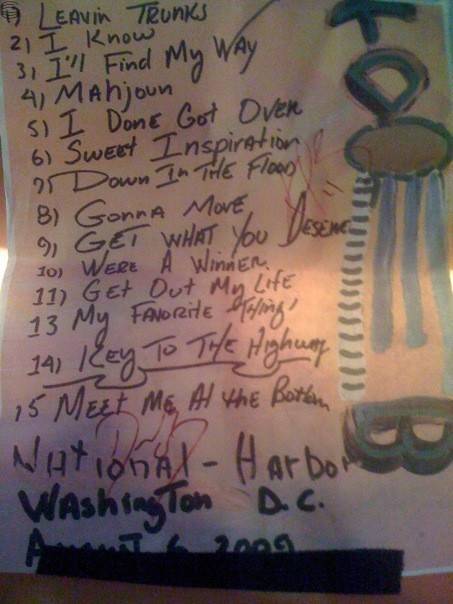 1) LEAVIN TRUNKS
2) I Know
3) I'll Find My Way
4) MAhjoun
5) I Done Got Over
6) Sweet Inspiration
7) Down In THE Flood
8) Gonna Move
9) GET WHAT You Deserve
10) WERE A WINNER
11) GET Out My LifE
13 My FAVORITE 'Thing'
14) KEY To THE Highway
15 MEET ME At the Bottom
NAtional - HArbor
WAshington D.C.
August 6 2009
TDB